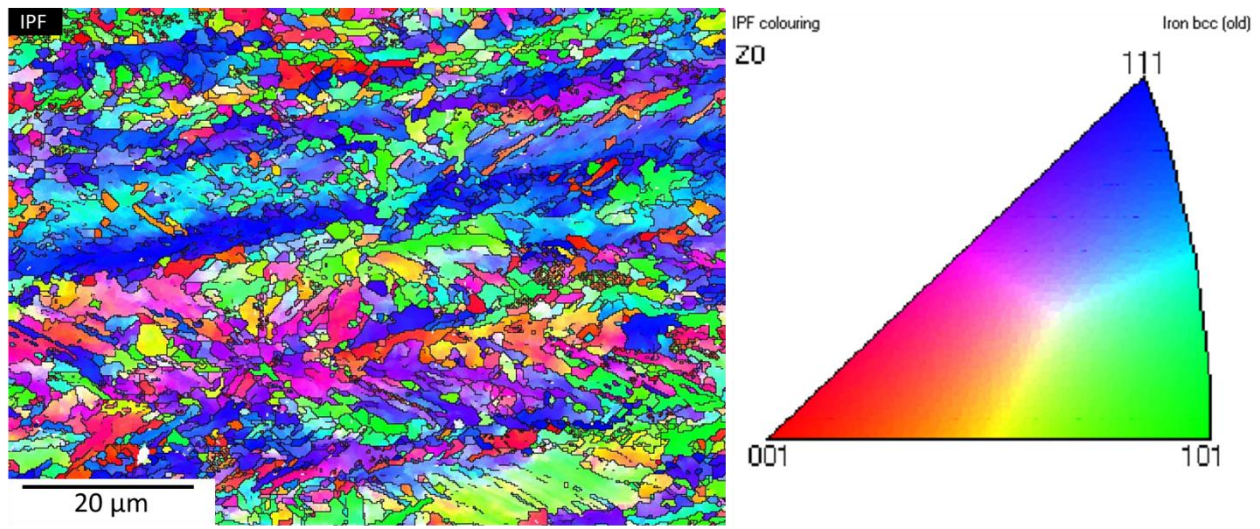 IPF
20 µm
IPF colouring
Iron bcc (old)
Z0
111
001
101